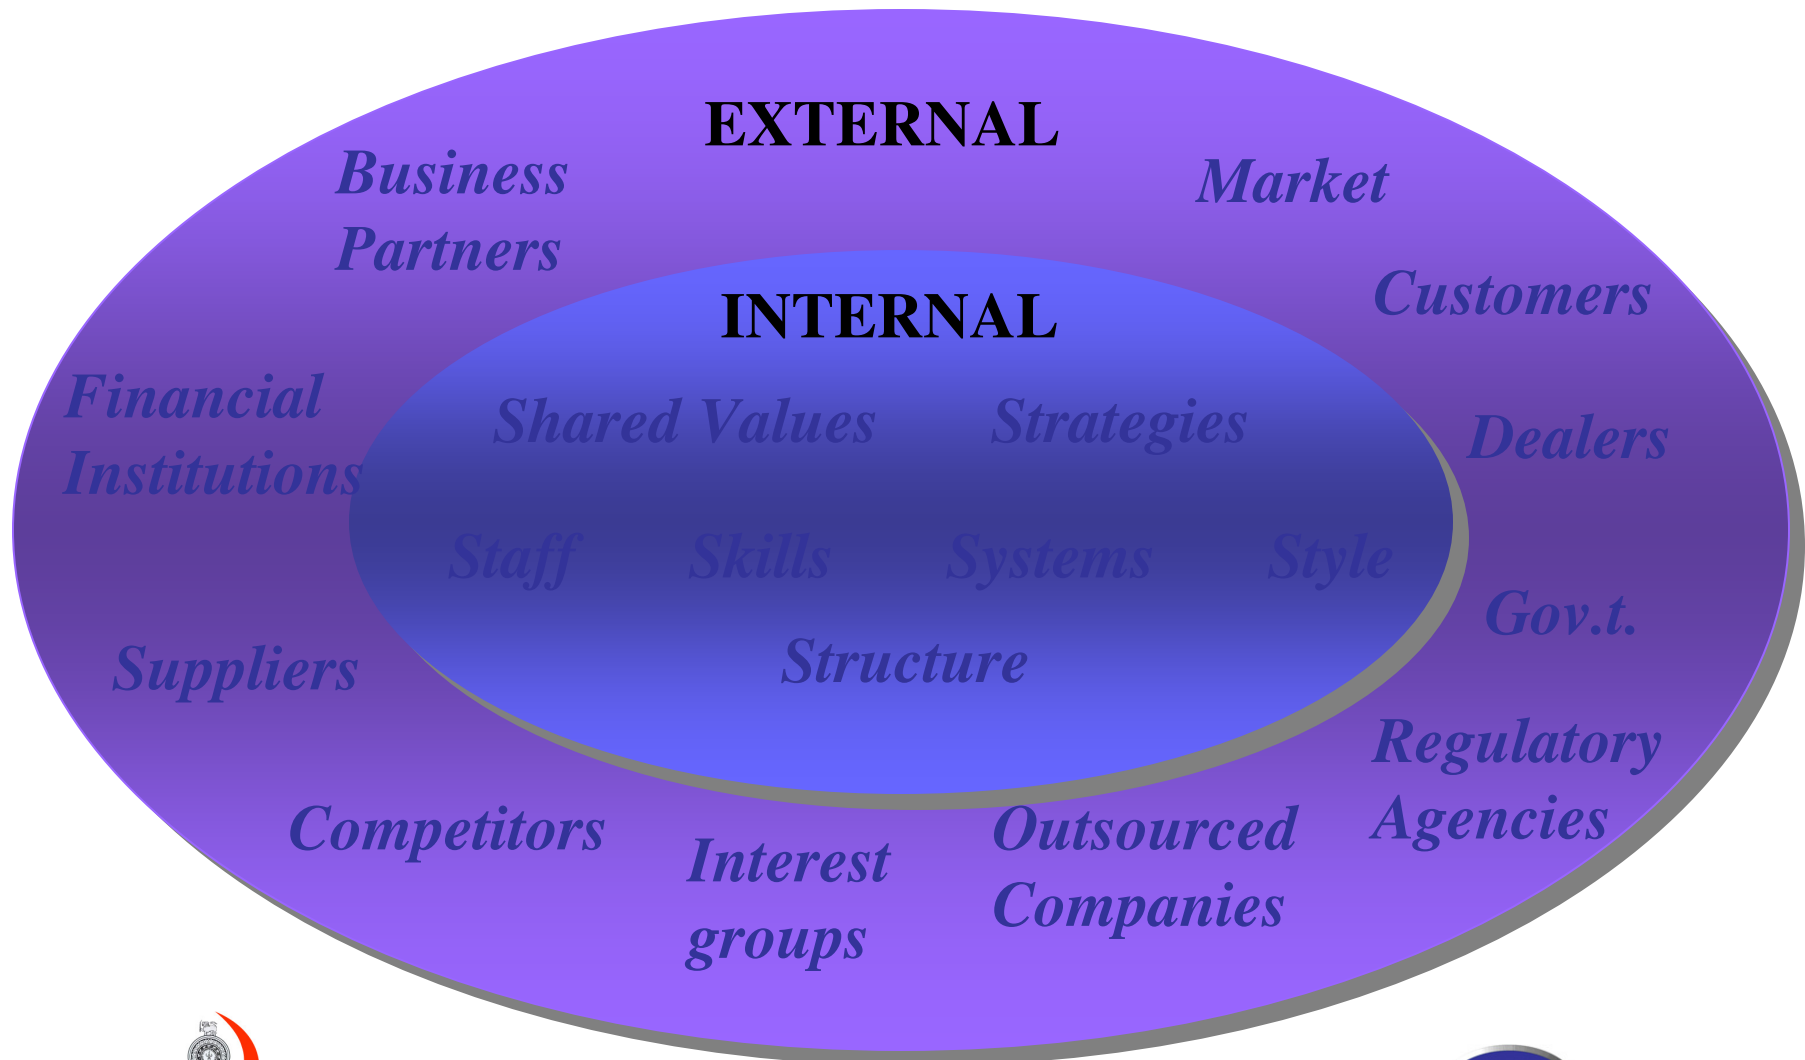 EXTERNAL
Business
Partners
Market
Customers
INTERNAL
Financial
Institutions
Shared Values
Strategies
Dealers
Staff
Skills
Systems
Style
Gov.t.
Suppliers
Structure
Regulatory
Agencies
Competitors
Interest
groups
Outsourced
Companies